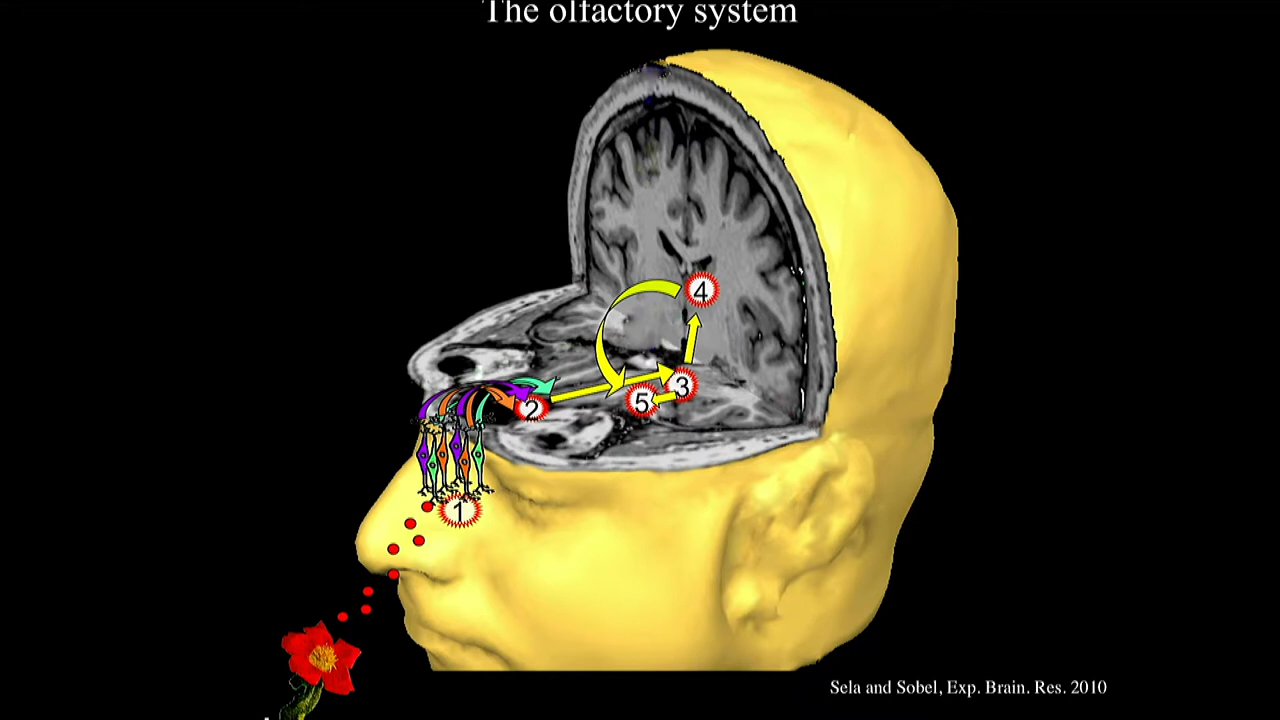 The olfactory system
4
3
5
2
1
Sela and Sobel, Exp. Brain. Res. 2010